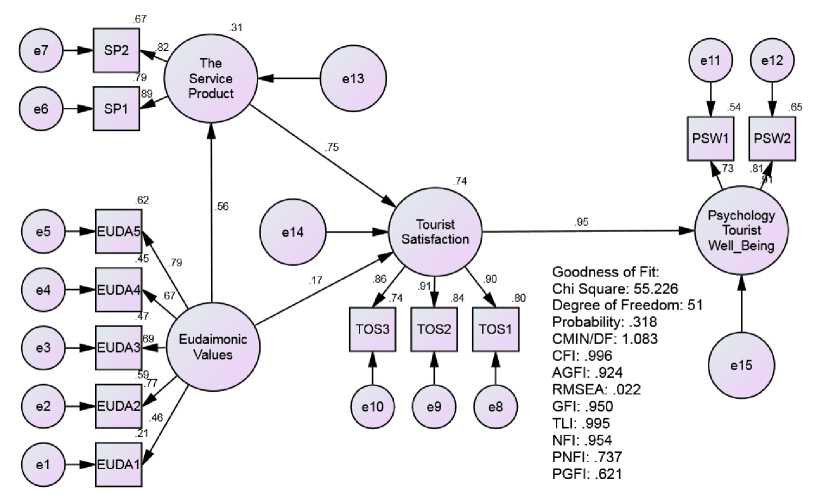 .67
.31
e7
SP2
.82
The
Service
Product
.79
e13
e6
SP1
.89
e11
e12
.54
.65
PSW1
PSW2
.73
.81
.91
.75
.74
.62
.56
e5
EUDA5
e14
Tourist
Satisfaction
.95
Psychology
Tourist
Well_Being
.79
.45
e4
EUDA4
.67
.17
.86
.91
.90
.74
.84
.80
.47
e3
EUDA3
.69
Eudaimonic
Values
TOS3
TOS2
TOS1
e15
.59
.77
e2
EUDA2
e10
e9
e8
.46
.21
e1
EUDA1
Goodness of Fit:
Chi Square: 55.226
Degree of Freedom: 51
Probability: .318
CMIN/DF: 1.083
CFI: .996
AGFI: .924
RMSEA: .022
GFI: .950
TLI: .995
NFI: .954
PNFI: .737
PGFI: .621